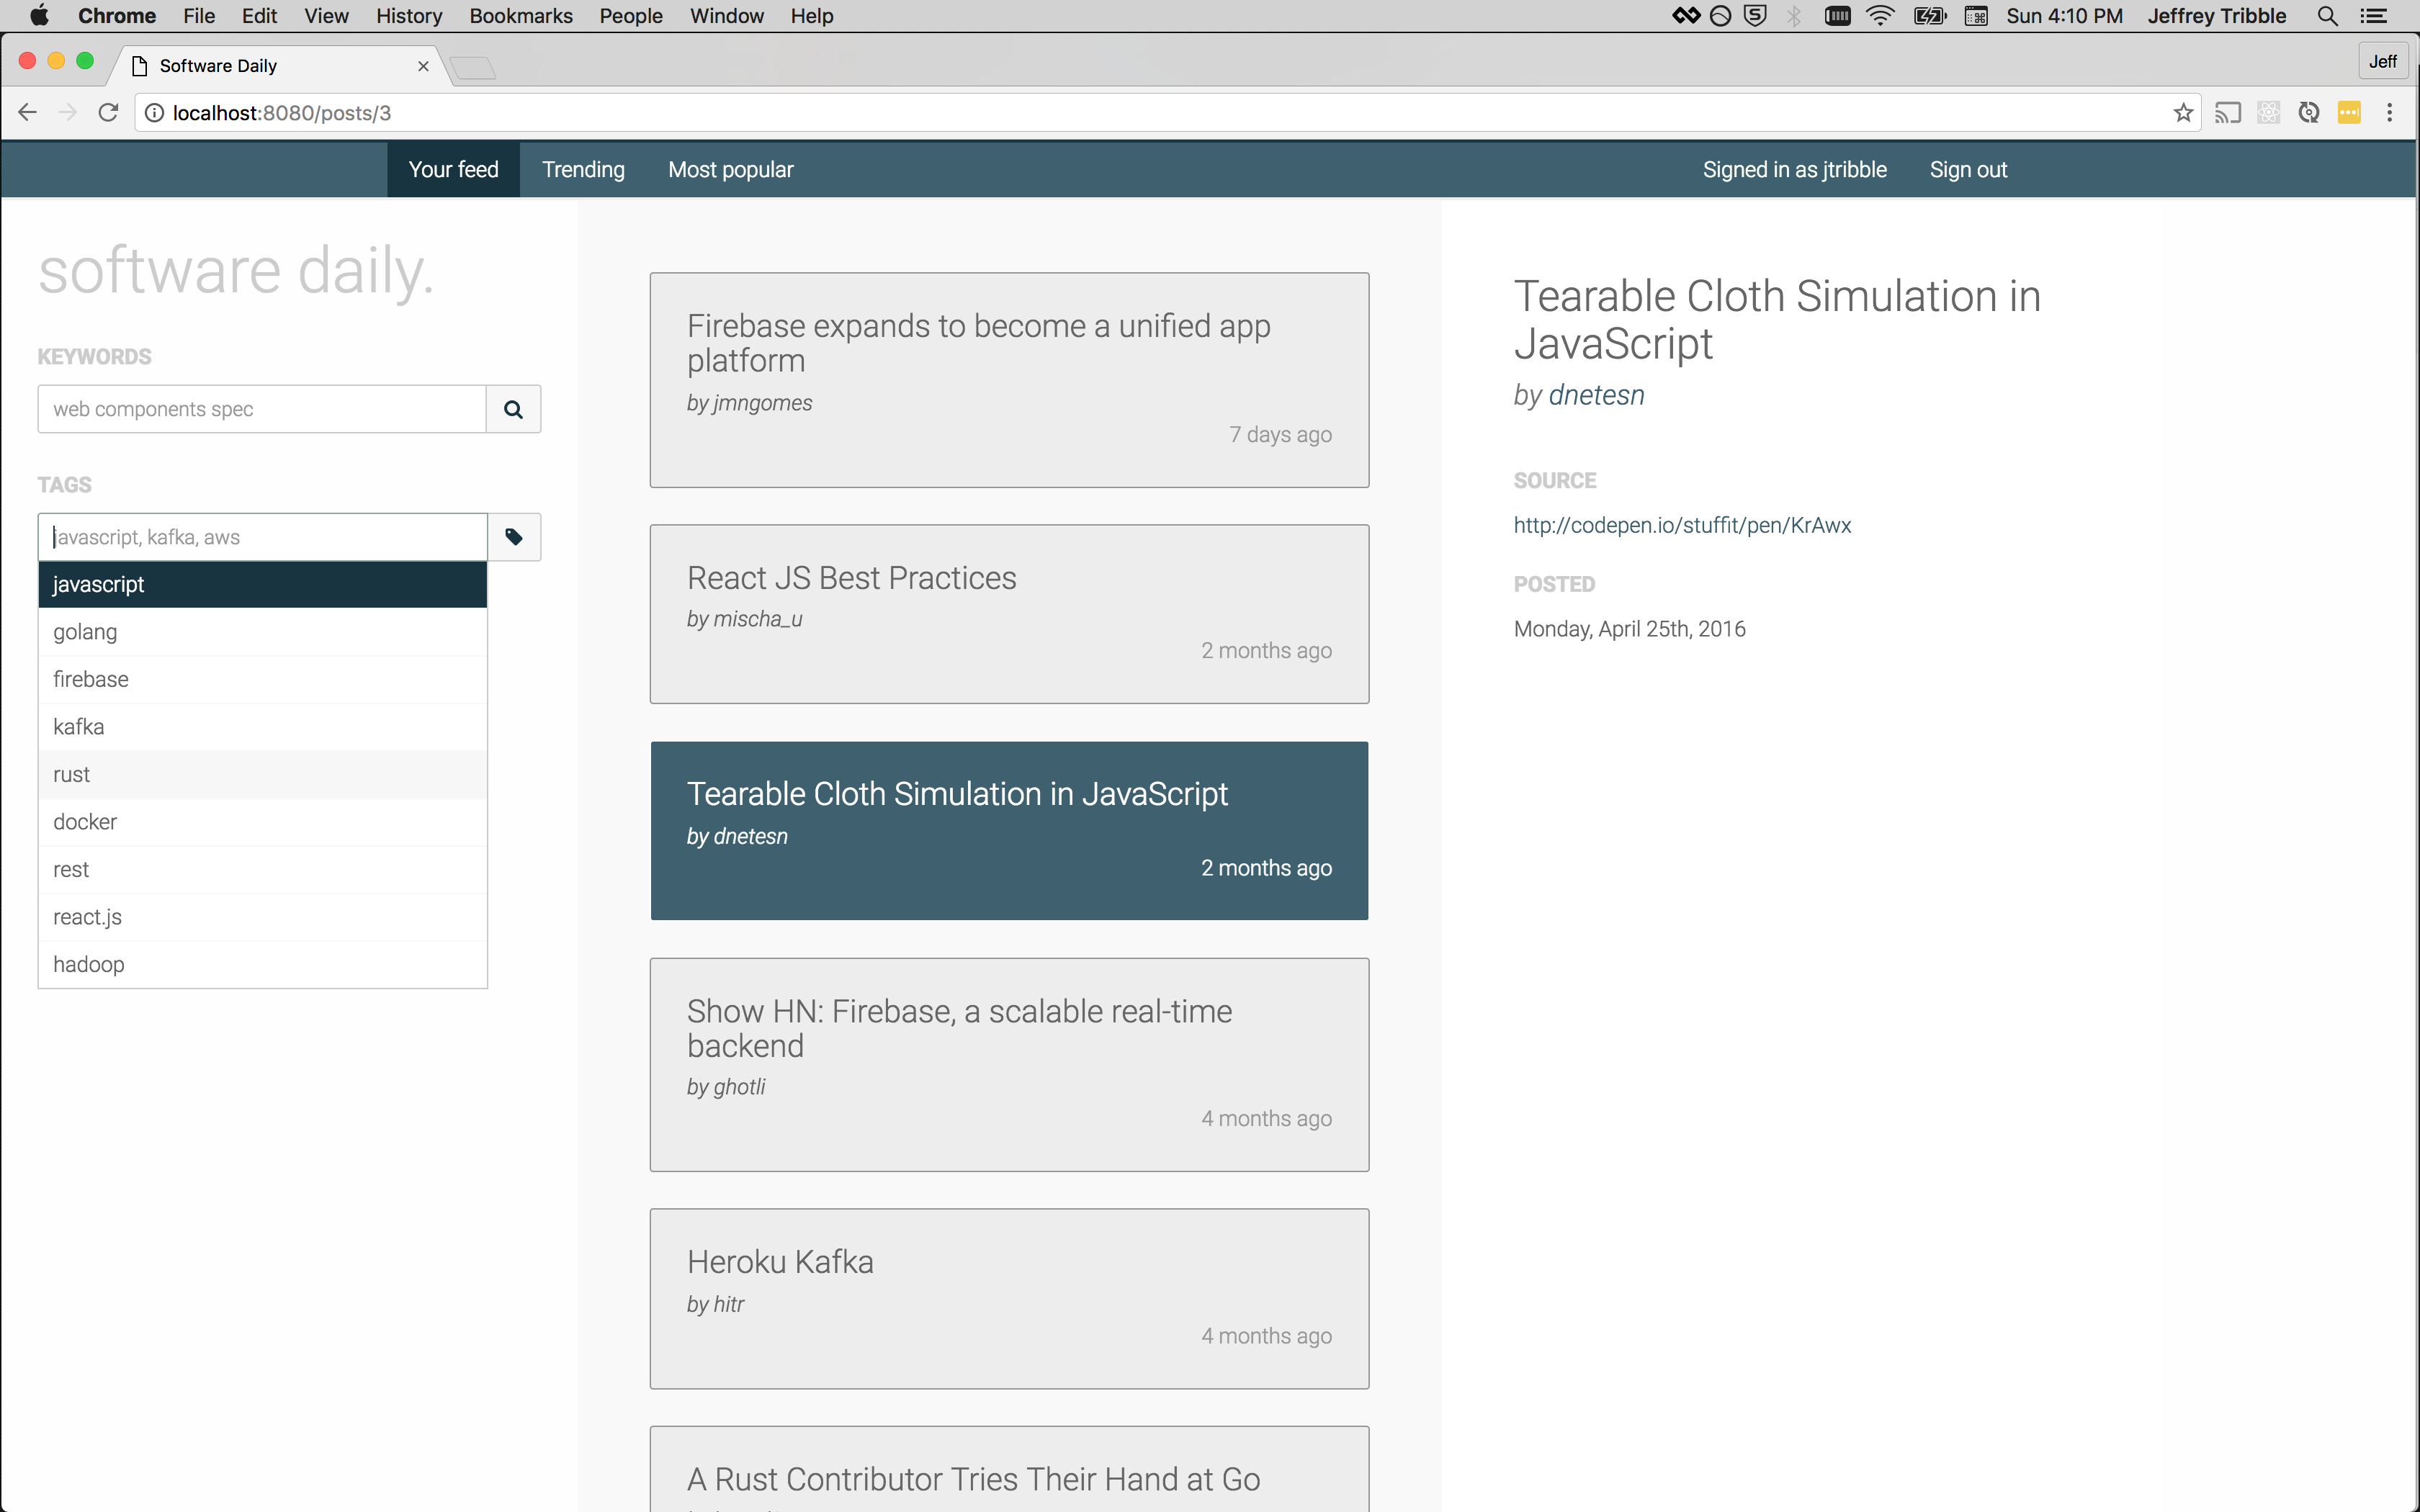 Chrome File Edit View History Bookmarks People Window Help Sun 4:10 PM Jeffrey Tribble
Software Daily
Jeff
localhost:8080/posts/3
Your feed Trending Most popular Signed in as jtribble Sign out
software daily.
KEYWORDS
web components spec
TAGS
javascript, kafka, aws
javascript
golang
firebase
kafka
rust
docker
rest
react.js
hadoop
Firebase expands to become a unified app
platform
by jmngomes
7 days ago
React JS Best Practices
by mischa_u
2 months ago
Tearable Cloth Simulation in JavaScript
by dnetesn
2 months ago
Show HN: Firebase, a scalable real-time
backend
by ghotli
4 months ago
Heroku Kafka
by hitr
4 months ago
A Rust Contributor Tries Their Hand at Go
Tearable Cloth Simulation in
JavaScript
by dnetesn
SOURCE
http://codepen.io/stuffit/pen/KrAwx
POSTED
Monday, April 25th, 2016